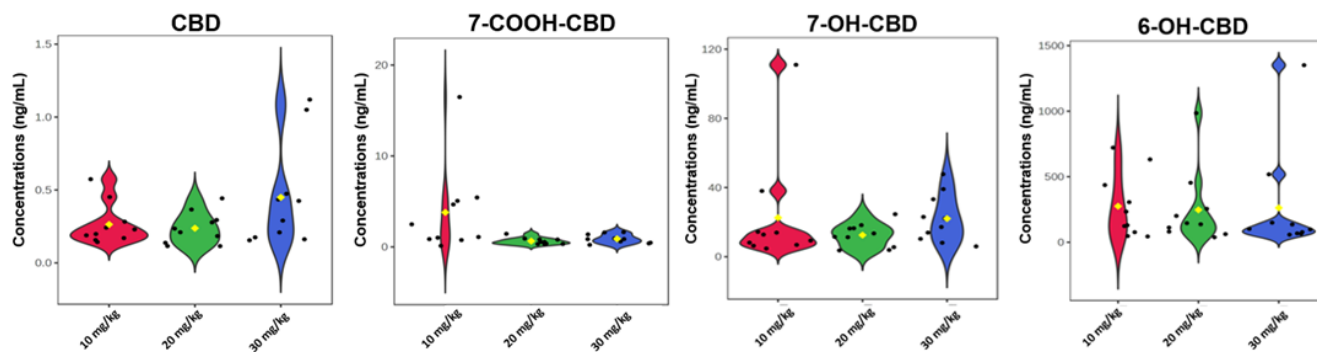 CBD
Concentrations (ng/mL)
1.5
1.0
0.5
0.0
10 mg/kg
20 mg/kg
30 mg/kg
7-COOH-CBD
Concentrations (ng/mL)
20
10
0
10 mg/kg
20 mg/kg
30 mg/kg
7-OH-CBD
Concentrations (ng/mL)
120
80
40
0
10 mg/kg
20 mg/kg
30 mg/kg
6-OH-CBD
Concentrations (ng/mL)
1500
1000
500
0
10 mg/kg
20 mg/kg
30 mg/kg